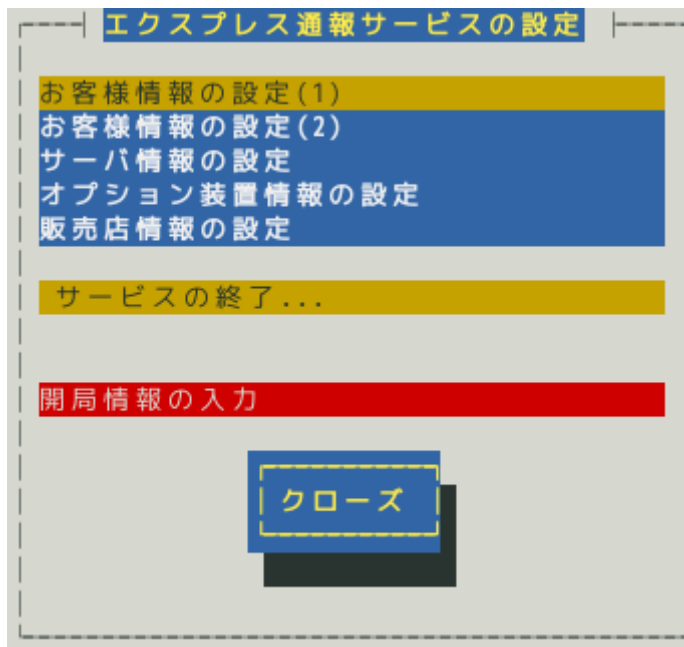 エクスプレス通報サービスの設定
お客様情報の設定(1)
お客様情報の設定(2)
サーバ情報の設定
オプション装置情報の設定
販売店情報の設定
サービスの終了...
開局情報の入力
クローズ